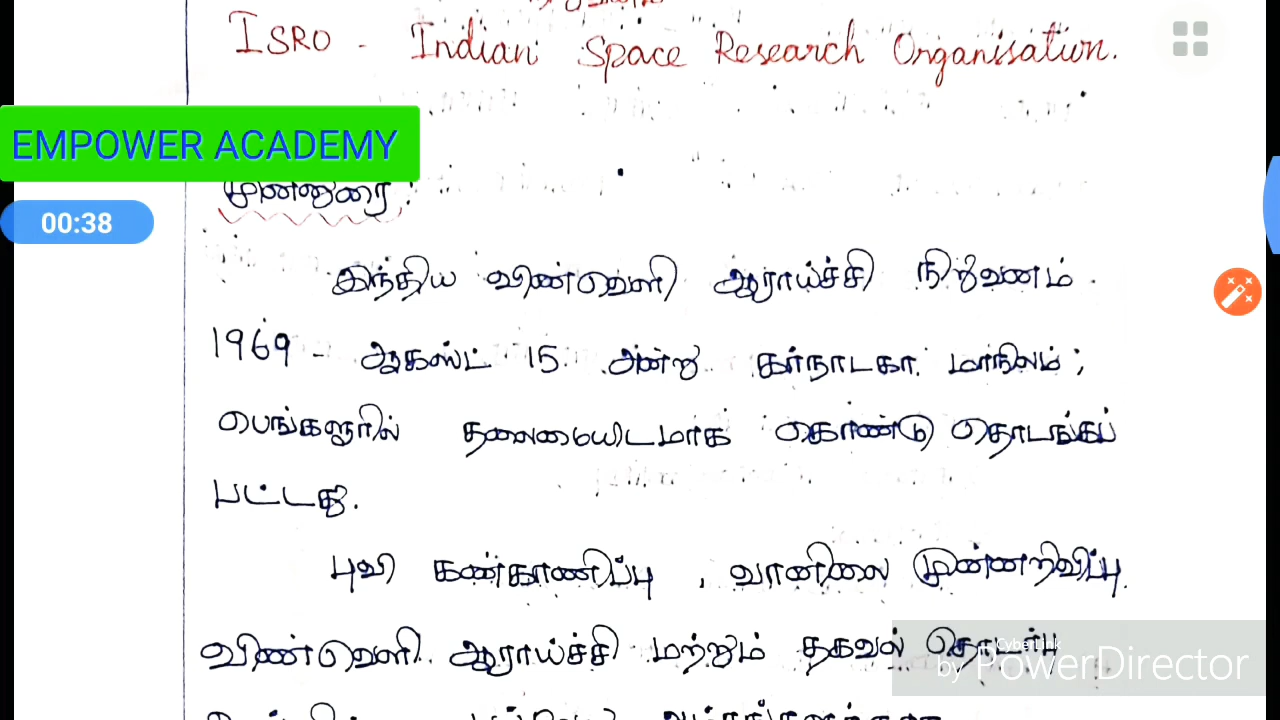 ISRO - Indian Space Research Organisation.
EMPOWER ACADEMY
முன்னுரை :
00:38
இந்திய விண்வெளி ஆராய்ச்சி நிறுவனம்
1969 - ஆகஸ்ட் 15 அன்று கர்நாடகா மாநிலம்;
பெங்களூரில் தலைமையிடமாக கொண்டு தொடங்கப்
பட்டது.
புவி கண்காணிப்பு , வானிலை முன்னறிவிப்பு
விண்வெளி ஆராய்ச்சி மற்றும் தகவல் தொடர்பு
CyberLink
by PowerDirector